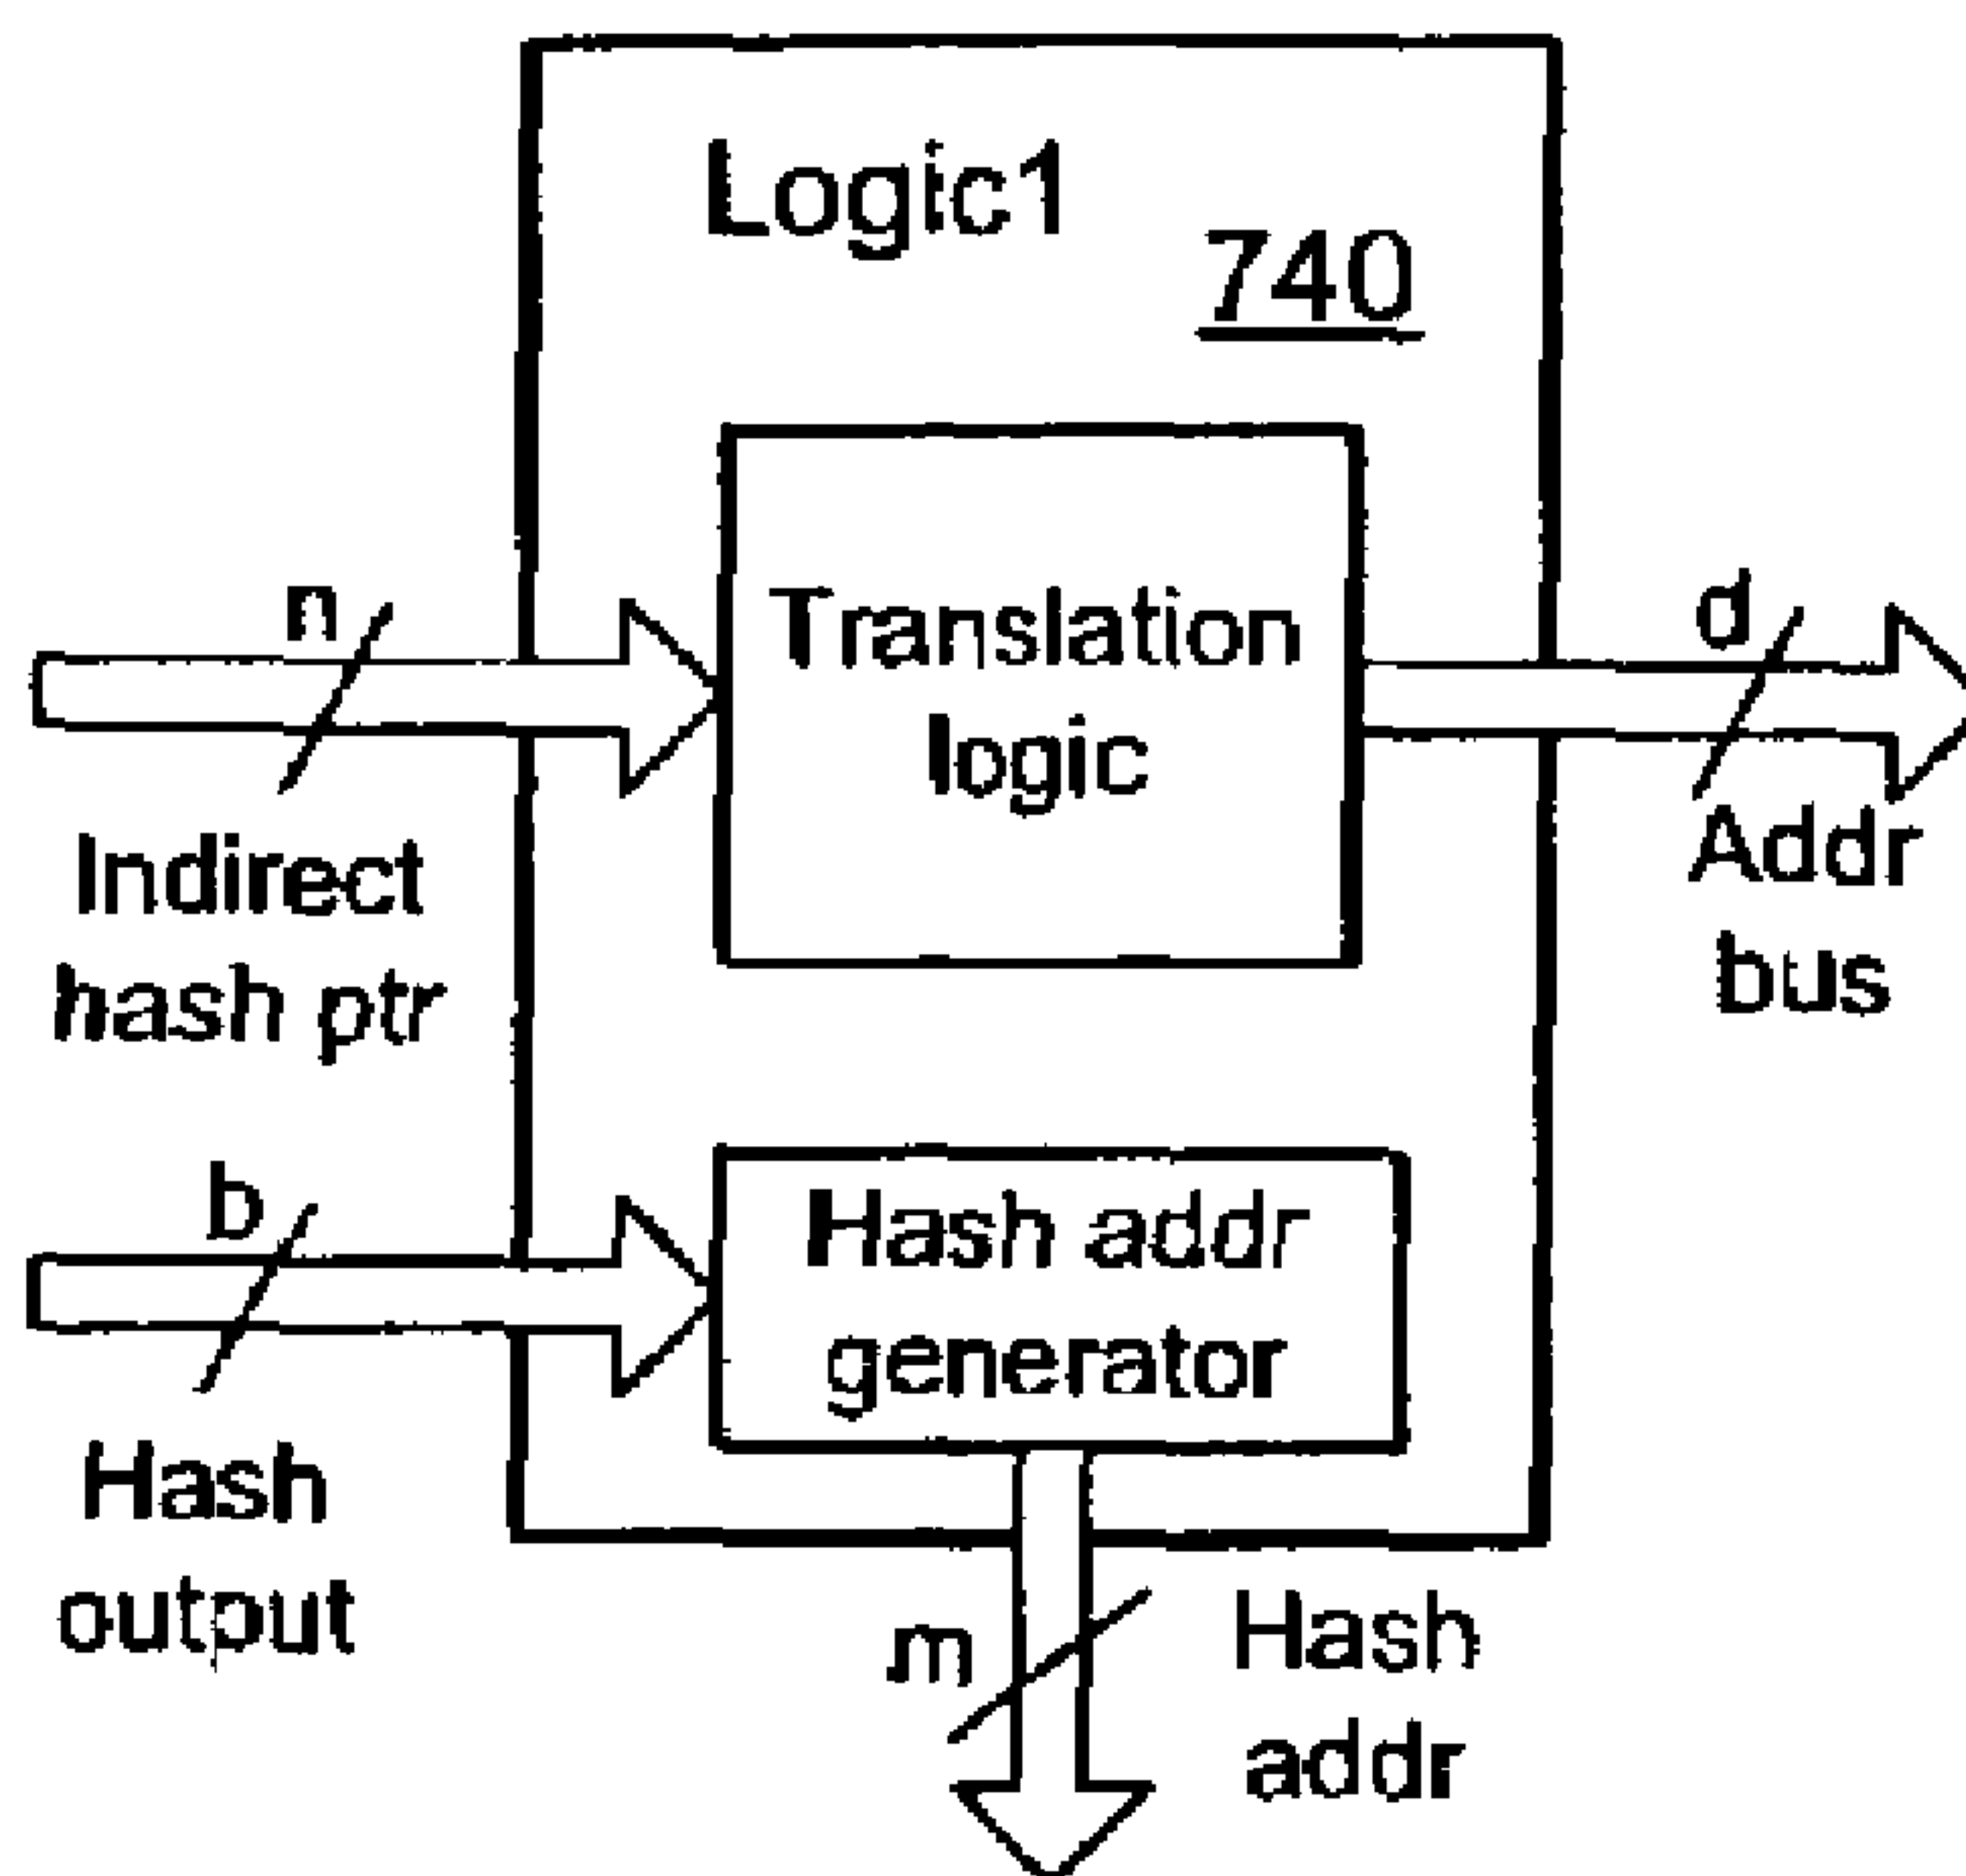 Logic1
740
n
Translation
logic
d
Indirect
hash ptr
Addr
bus
b
Hash addr
generator
Hash
output
m
Hash
addr